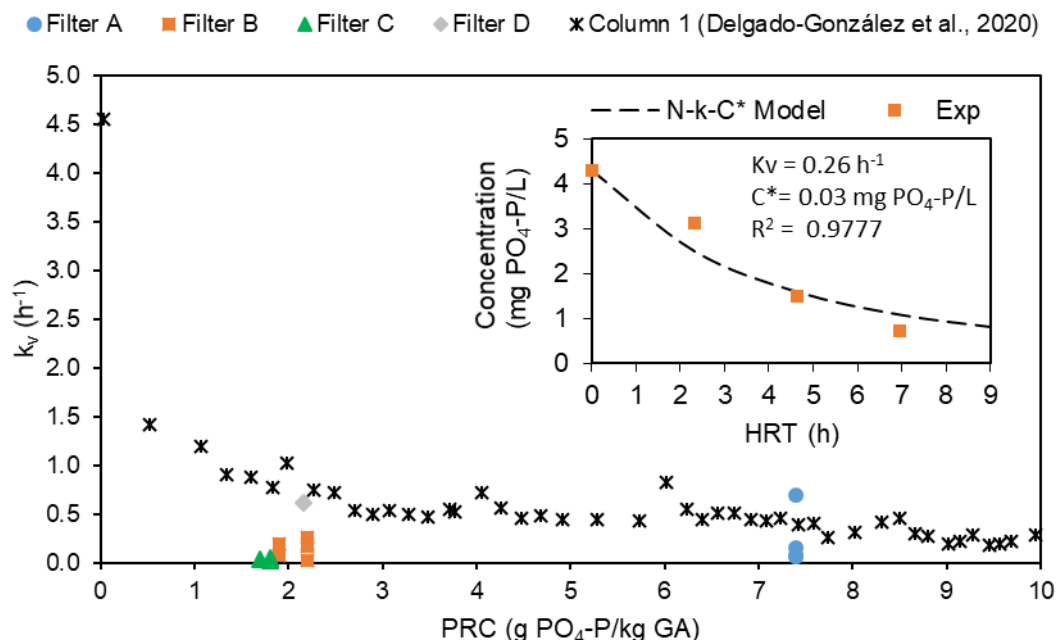 Filter A Filter B Filter C Filter D Column 1 (Delgado-González et al., 2020)
5.0
4.5
4.0
3.5
3.0
2.5
2.0
1.5
1.0
0.5
0.0
kᵥ (h⁻¹)
0 1 2 3 4 5 6 7 8 9 10
PRC (g PO₄-P/kg GA)
N-k-C* Model Exp
5
4
3
2
1
0
Concentration
(mg PO₄-P/L)
Kv = 0.26 h⁻¹
C*= 0.03 mg PO₄-P/L
R² = 0.9777
0 1 2 3 4 5 6 7 8 9
HRT (h)